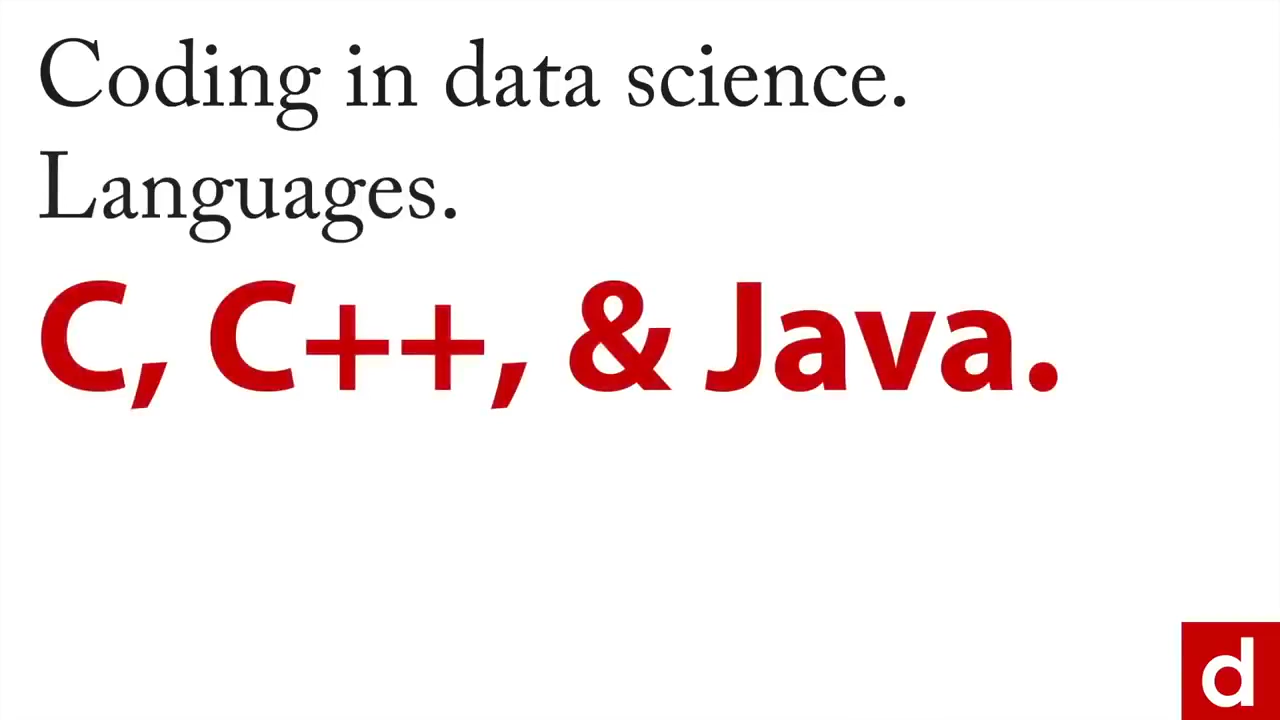 Coding in data science.
Languages.
C, C++, & Java.
d